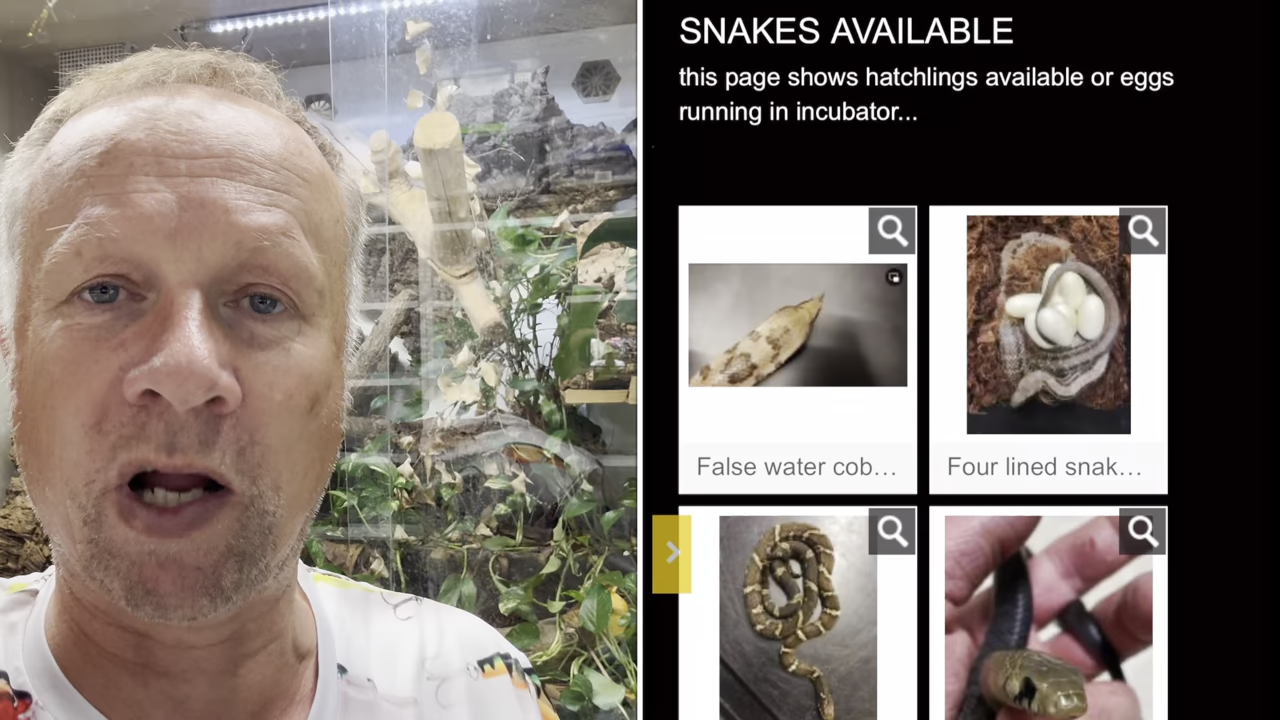 SNAKES AVAILABLE
this page shows hatchlings available or eggs
running in incubator...
False water cob...
Four lined snak...